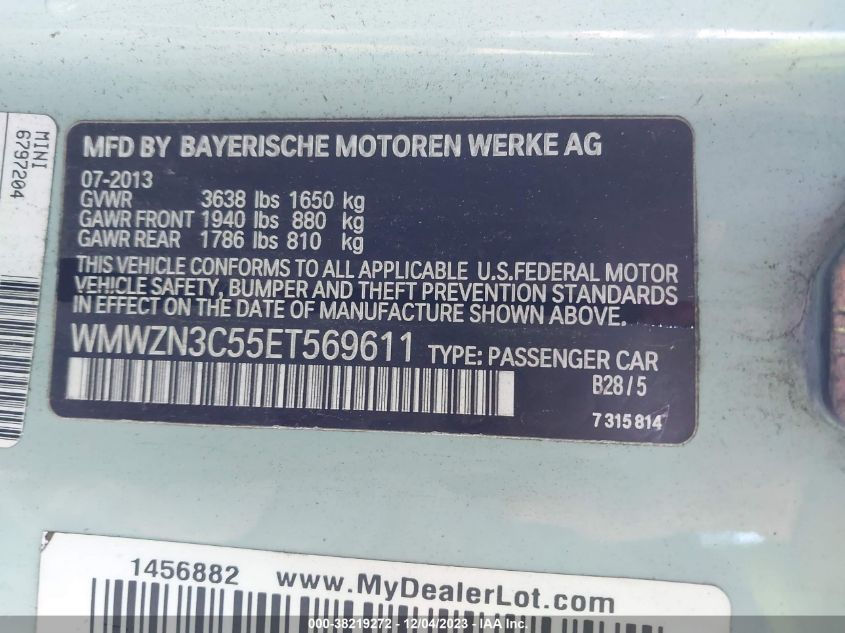 MINI
6797204
MFD BY BAYERISCHE MOTOREN WERKE AG
07-2013
GVWR 3638 lbs 1650 kg
GAWR FRONT 1940 lbs 880 kg
GAWR REAR 1786 lbs 810 kg
THIS VEHICLE CONFORMS TO ALL APPLICABLE U.S.FEDERAL MOTOR
VEHICLE SAFETY, BUMPER AND THEFT PREVENTION STANDARDS
IN EFFECT ON THE DATE OF MANUFACTURE SHOWN ABOVE.
WMWZN3C55ET569611 TYPE: PASSENGER CAR
B28/5
7 315 814
1456882 www.MyDealerLot.com
000-38219272 - 12/04/2023 - IAA Inc.